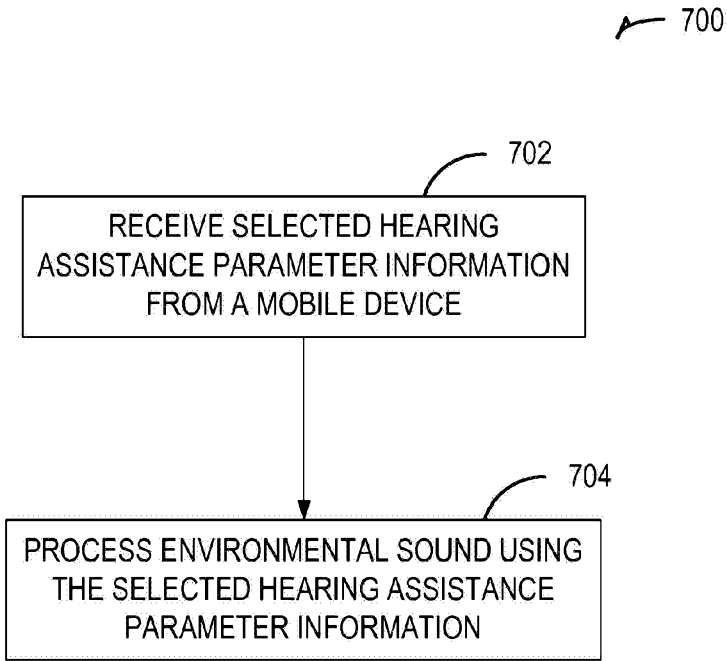 700
702
RECEIVE SELECTED HEARING
ASSISTANCE PARAMETER INFORMATION
FROM A MOBILE DEVICE
704
PROCESS ENVIRONMENTAL SOUND USING
THE SELECTED HEARING ASSISTANCE
PARAMETER INFORMATION